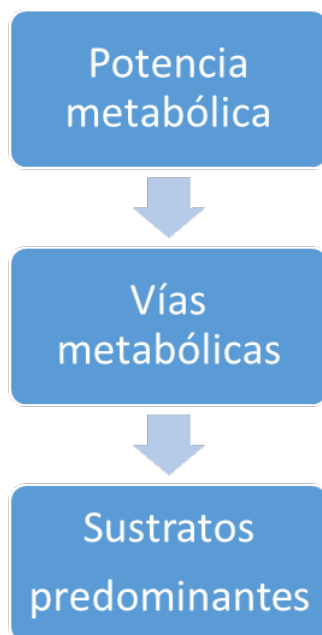 Potencia
metabólica
Vías
metabólicas
Sustratos
predominantes